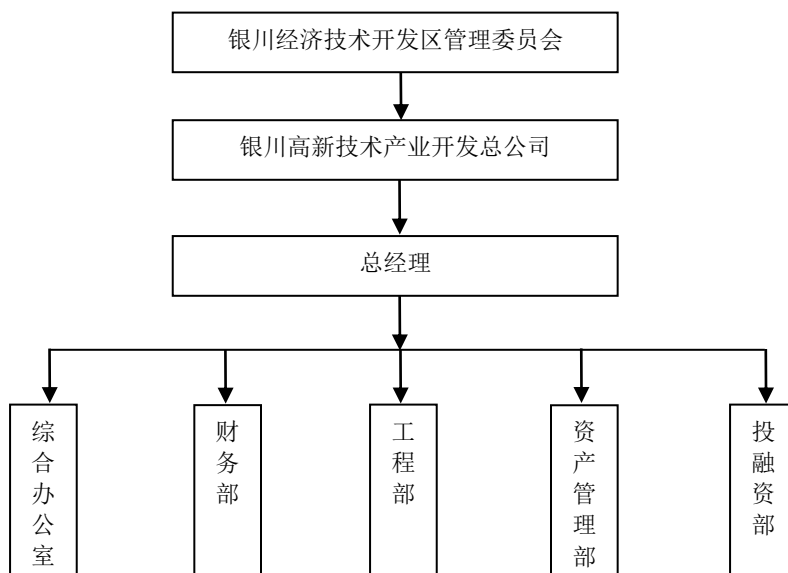 银川经济技术开发区管理委员会
银川高新技术产业开发总公司
总经理
综合办公室
财务部
工程部
资产管理部
投融资部